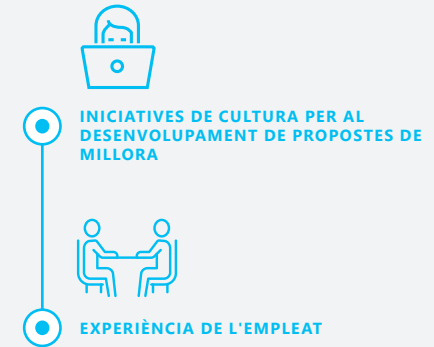 INICIATIVES DE CULTURA PER AL
DESENVOLUPAMENT DE PROPOSTES DE
MILLORA
EXPERIÈNCIA DE L'EMPLEAT